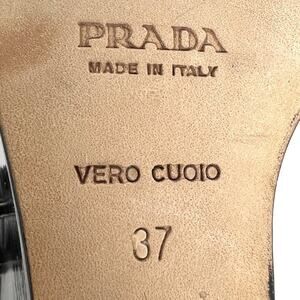 PRADA
MADE IN ITALY
VERO CUOIO
37